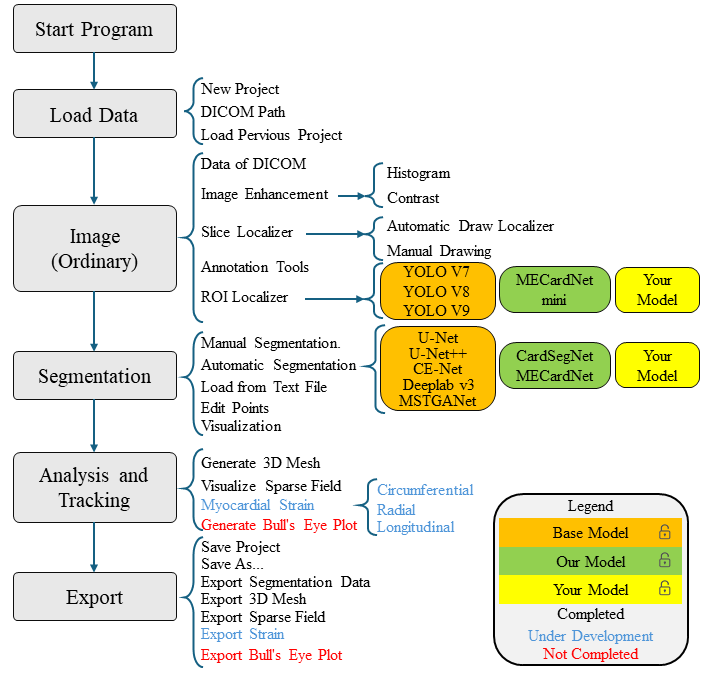 Start Program
Load Data
New Project
DICOM Path
Load Pervious Project
Image
(Ordinary)
Data of DICOM
Image Enhancement
Histogram
Contrast
Slice Localizer
Automatic Draw Localizer
Manual Drawing
Annotation Tools
ROI Localizer
YOLO V7
YOLO V8
YOLO V9
MECardNet
mini
Your
Model
Segmentation
Manual Segmentation.
Automatic Segmentation
Load from Text File
Edit Points
Visualization
U-Net
U-Net++
CE-Net
Deeplab v3
MSTGANet
CardSegNet
MECardNet
Your
Model
Analysis and
Tracking
Generate 3D Mesh
Visualize Sparse Field
Myocardial Strain
Generate Bull's Eye Plot
Circumferential
Radial
Longitudinal
Export
Save Project
Save As...
Export Segmentation Data
Export 3D Mesh
Export Sparse Field
Export Strain
Export Bull's Eye Plot
Legend
Base Model
Our Model
Your Model
Completed
Under Development
Not Completed